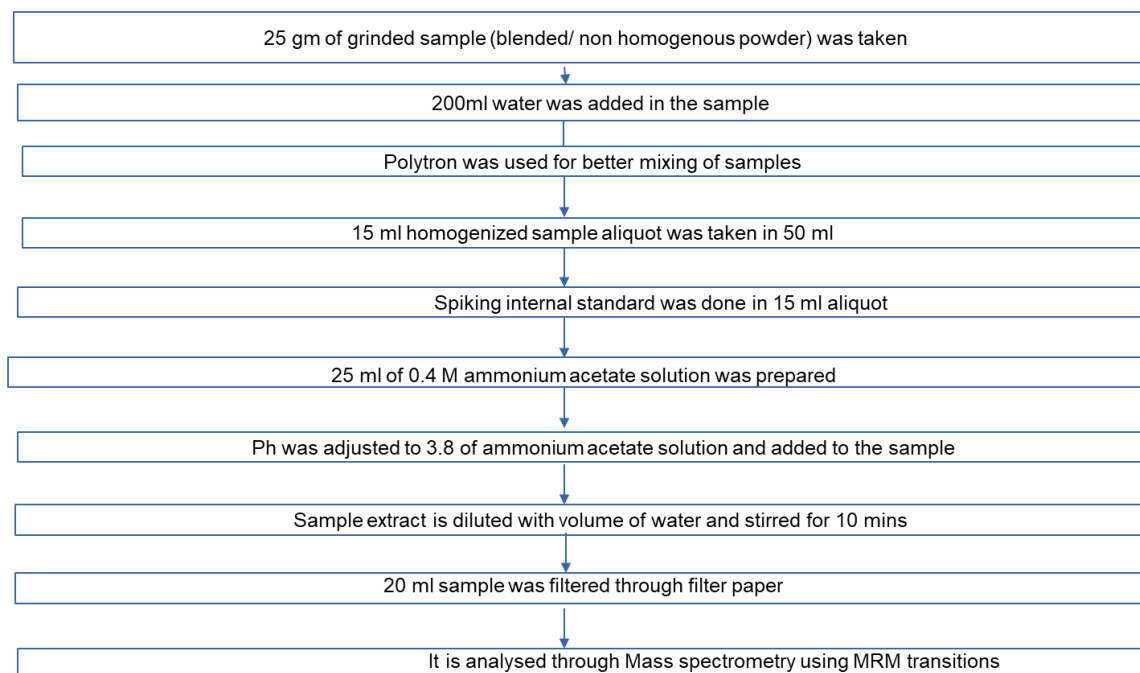 25 gm of grinded sample (blended/ non homogenous powder) was taken
200ml water was added in the sample
Polytron was used for better mixing of samples
15 ml homogenized sample aliquot was taken in 50 ml
Spiking internal standard was done in 15 ml aliquot
25 ml of 0.4 M ammonium acetate solution was prepared
Ph was adjusted to 3.8 of ammonium acetate solution and added to the sample
Sample extract is diluted with volume of water and stirred for 10 mins
20 ml sample was filtered through filter paper
It is analysed through Mass spectrometry using MRM transitions